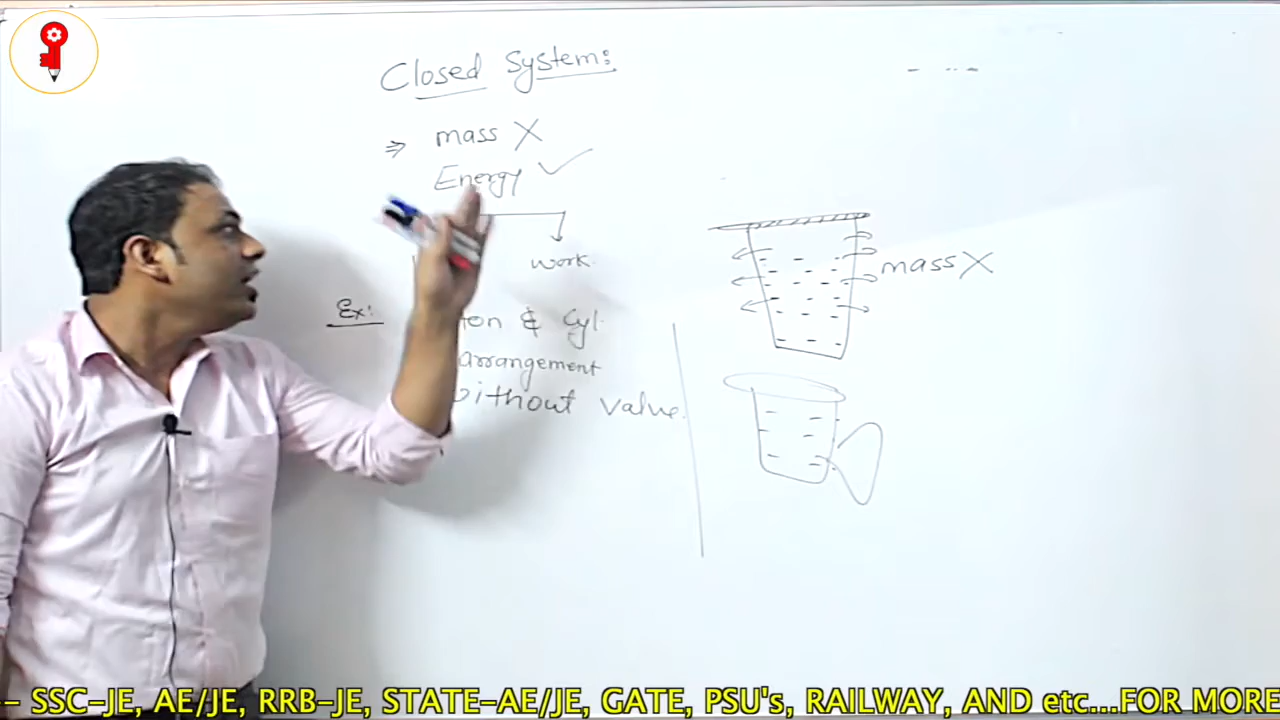 Closed System:
⇒ mass X
Energy ✓
work.
Ex:
ton & Cyl.
arrangement
without value.
mass X
-- SSC-JE, AE/JE, RRB-JE, STATE-AE/JE, GATE, PSU's, RAILWAY, AND etc...FOR MORE